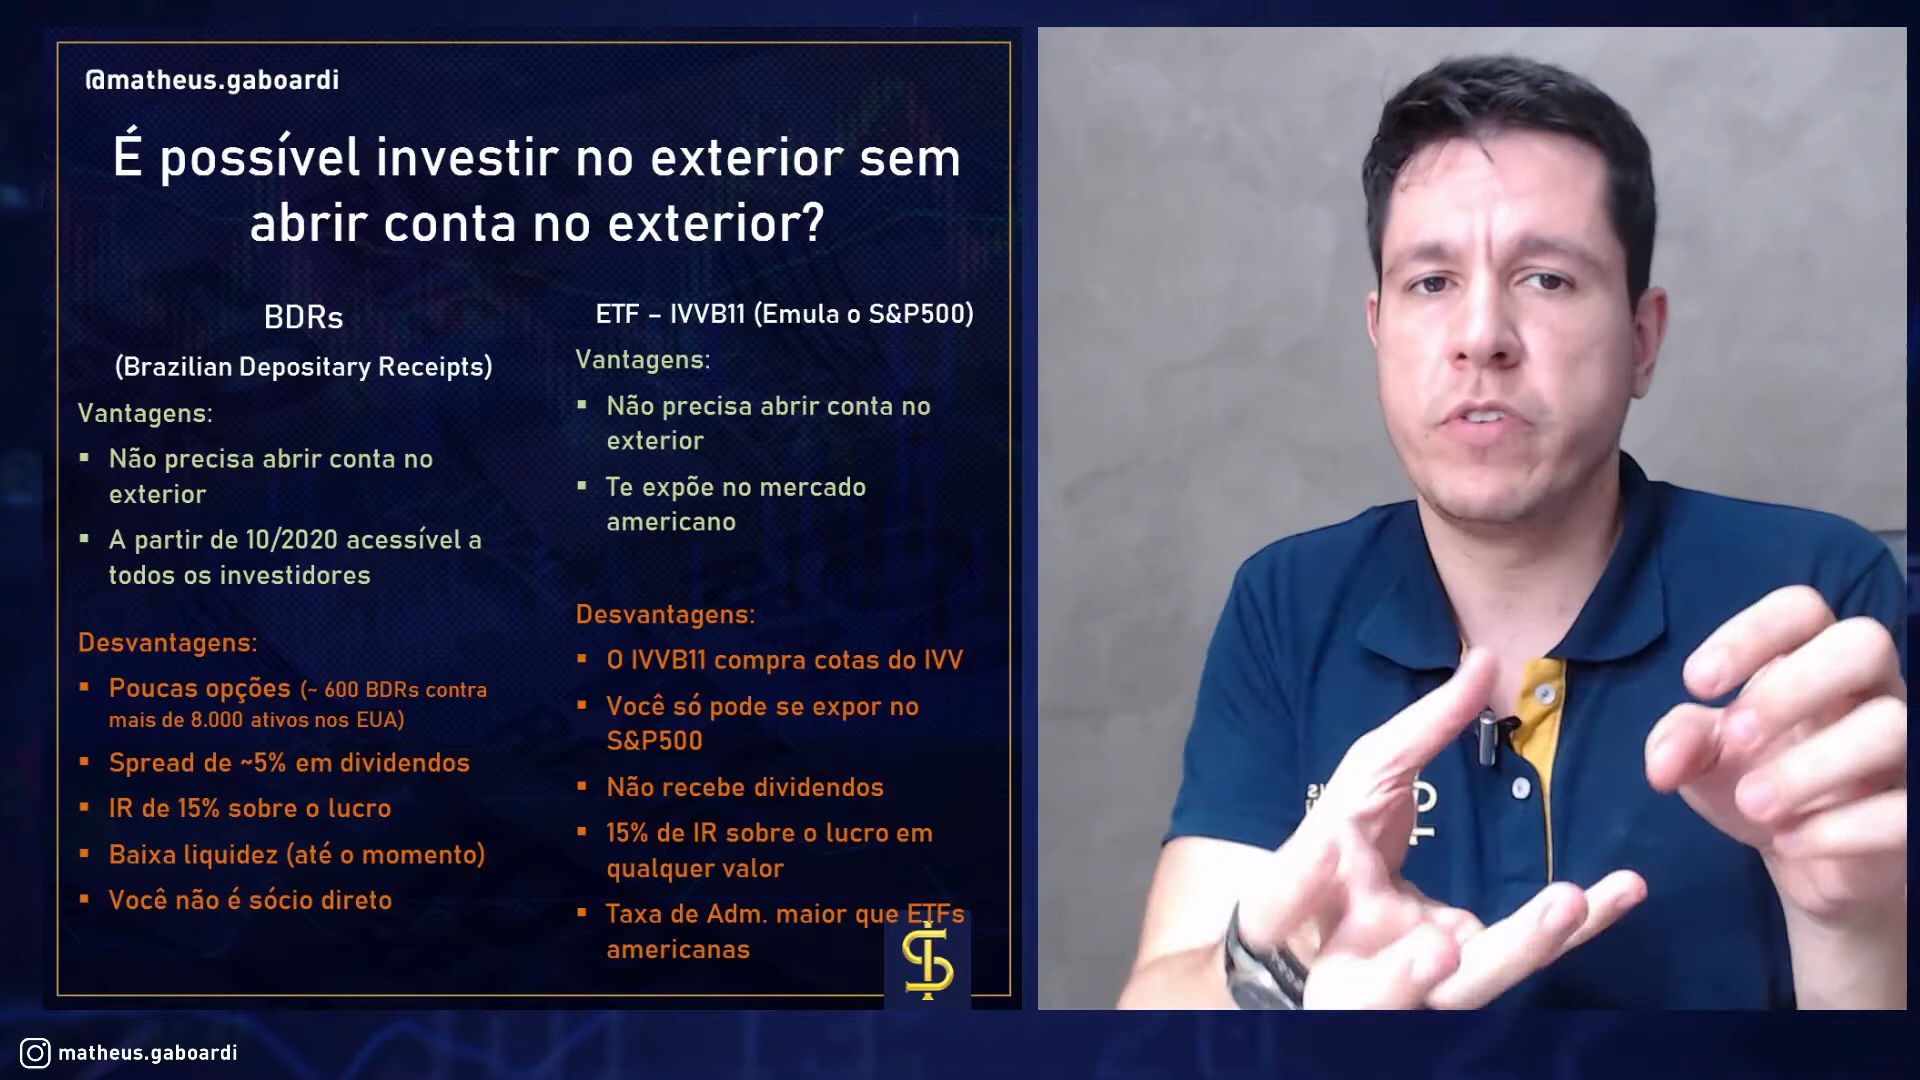 @matheus.gaboardi
É possível investir no exterior sem
abrir conta no exterior?
BDRs
(Brazilian Depositary Receipts)
Vantagens:
▪ Não precisa abrir conta no
exterior
▪ A partir de 10/2020 acessível a
todos os investidores
Desvantagens:
▪ Poucas opções (~ 600 BDRs contra
mais de 8.000 ativos nos EUA)
▪ Spread de ~5% em dividendos
▪ IR de 15% sobre o lucro
▪ Baixa liquidez (até o momento)
▪ Você não é sócio direto
ETF – IVVB11 (Emula o S&P500)
Vantagens:
▪ Não precisa abrir conta no
exterior
▪ Te expõe no mercado
americano
Desvantagens:
▪ O IVVB11 compra cotas do IVV
▪ Você só pode se expor no
S&P500
▪ Não recebe dividendos
▪ 15% de IR sobre o lucro em
qualquer valor
▪ Taxa de Adm. maior que ETFs
americanas
matheus.gaboardi